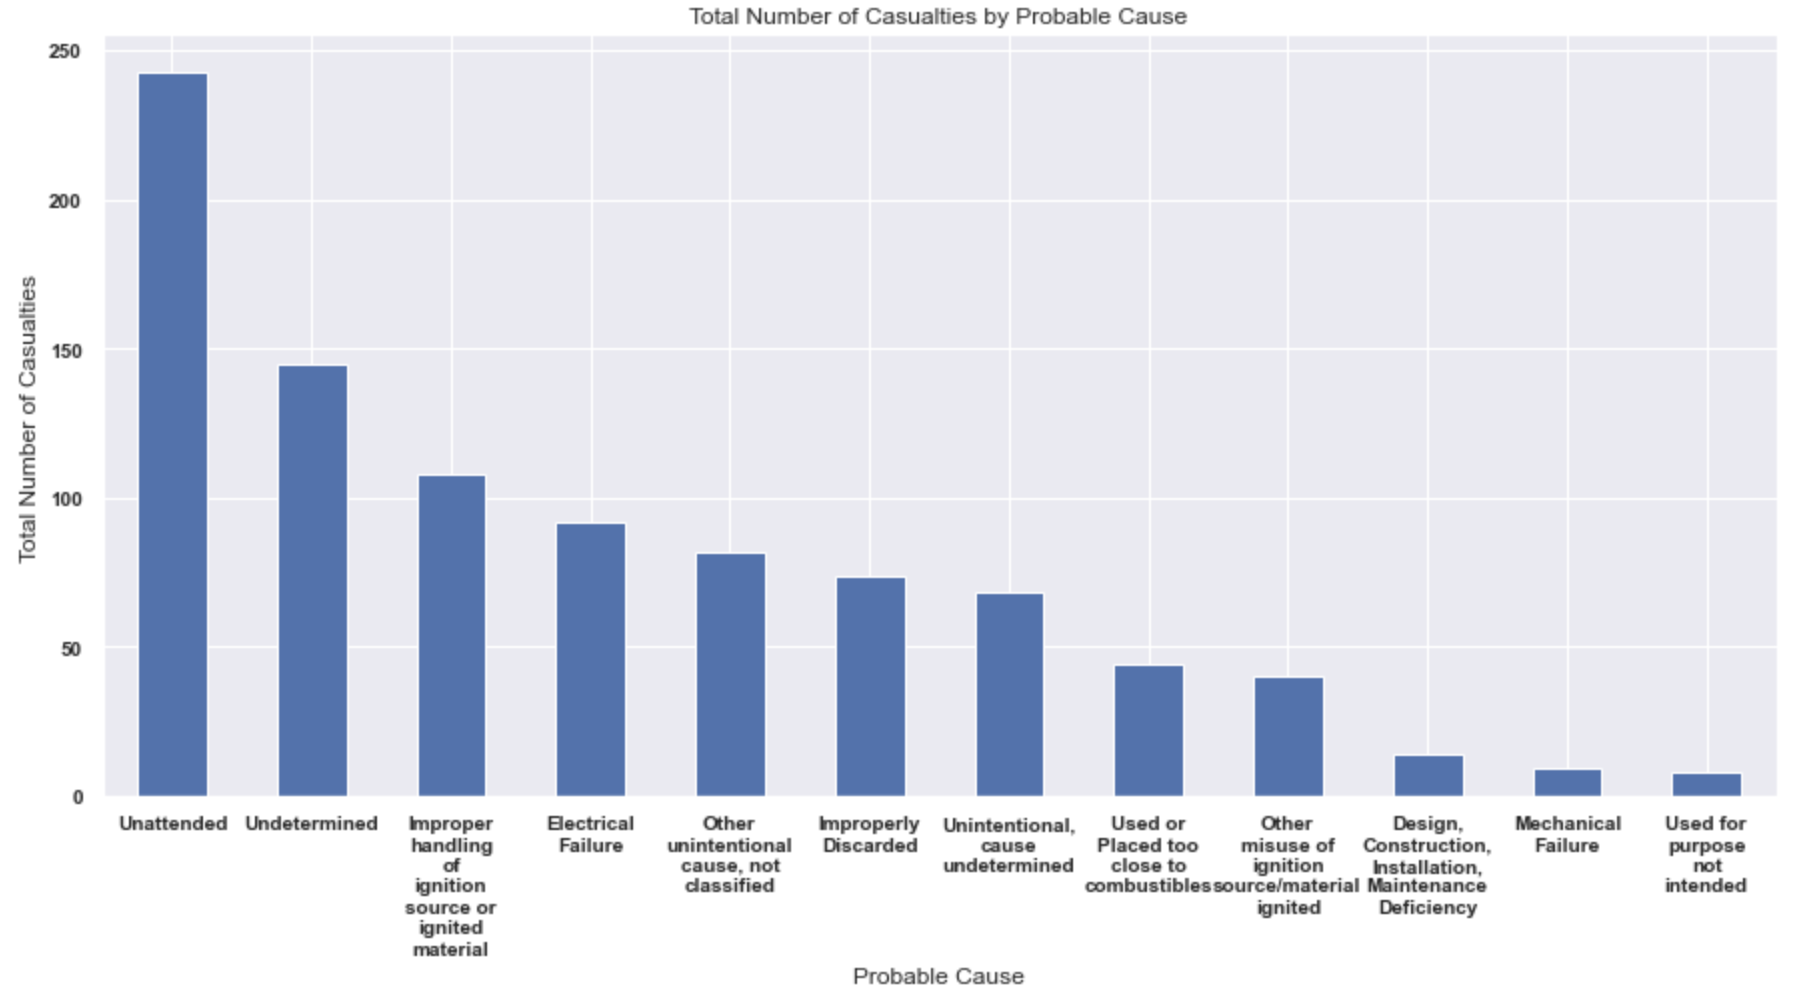 Total Number of Casualties by Probable Cause
250
200
150
100
50
0
Total Number of Casualties
Unattended
Undetermined
Improper
handling
of
ignition
source or
ignited
material
Electrical
Failure
Other
unintentional
cause, not
classified
Improperly
Discarded
Unintentional,
cause
undetermined
Used or
Placed too
close to
combustibles
Other
misuse of
ignition
source/material
ignited
Design,
Construction,
Installation,
Maintenance
Deficiency
Mechanical
Failure
Used for
purpose
not
intended
Probable Cause